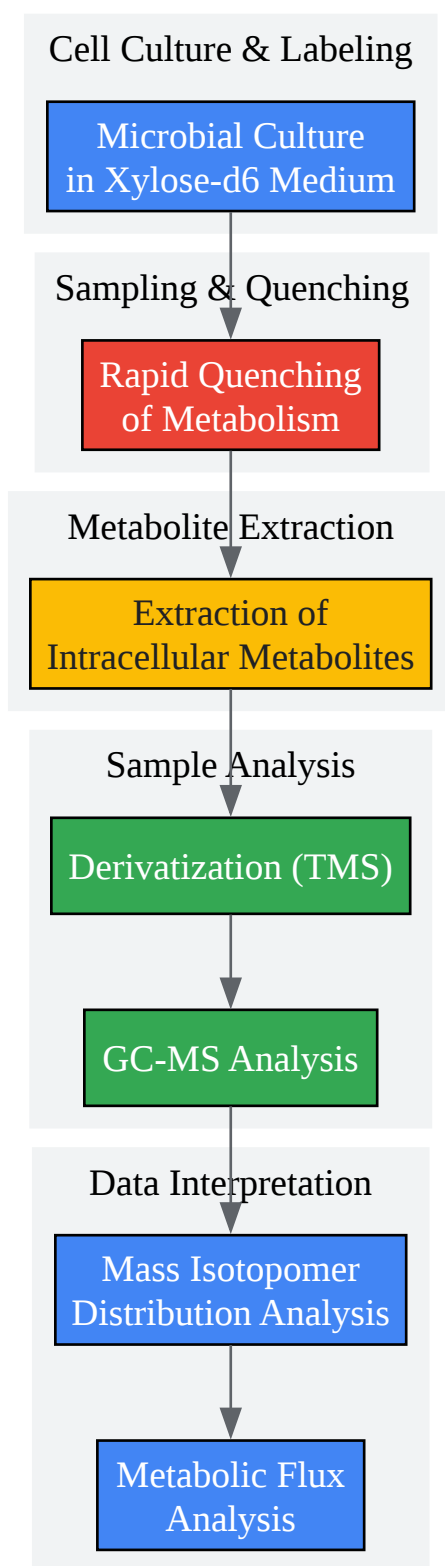 Cell Culture & Labeling
Microbial Culture
in Xylose-d6 Medium
Sampling & Quenching
Rapid Quenching
of Metabolism
Metabolite Extraction
Extraction of
Intracellular Metabolites
Sample Analysis
Derivatization (TMS)
GC-MS Analysis
Data Interpretation
Mass Isotopomer
Distribution Analysis
Metabolic Flux
Analysis